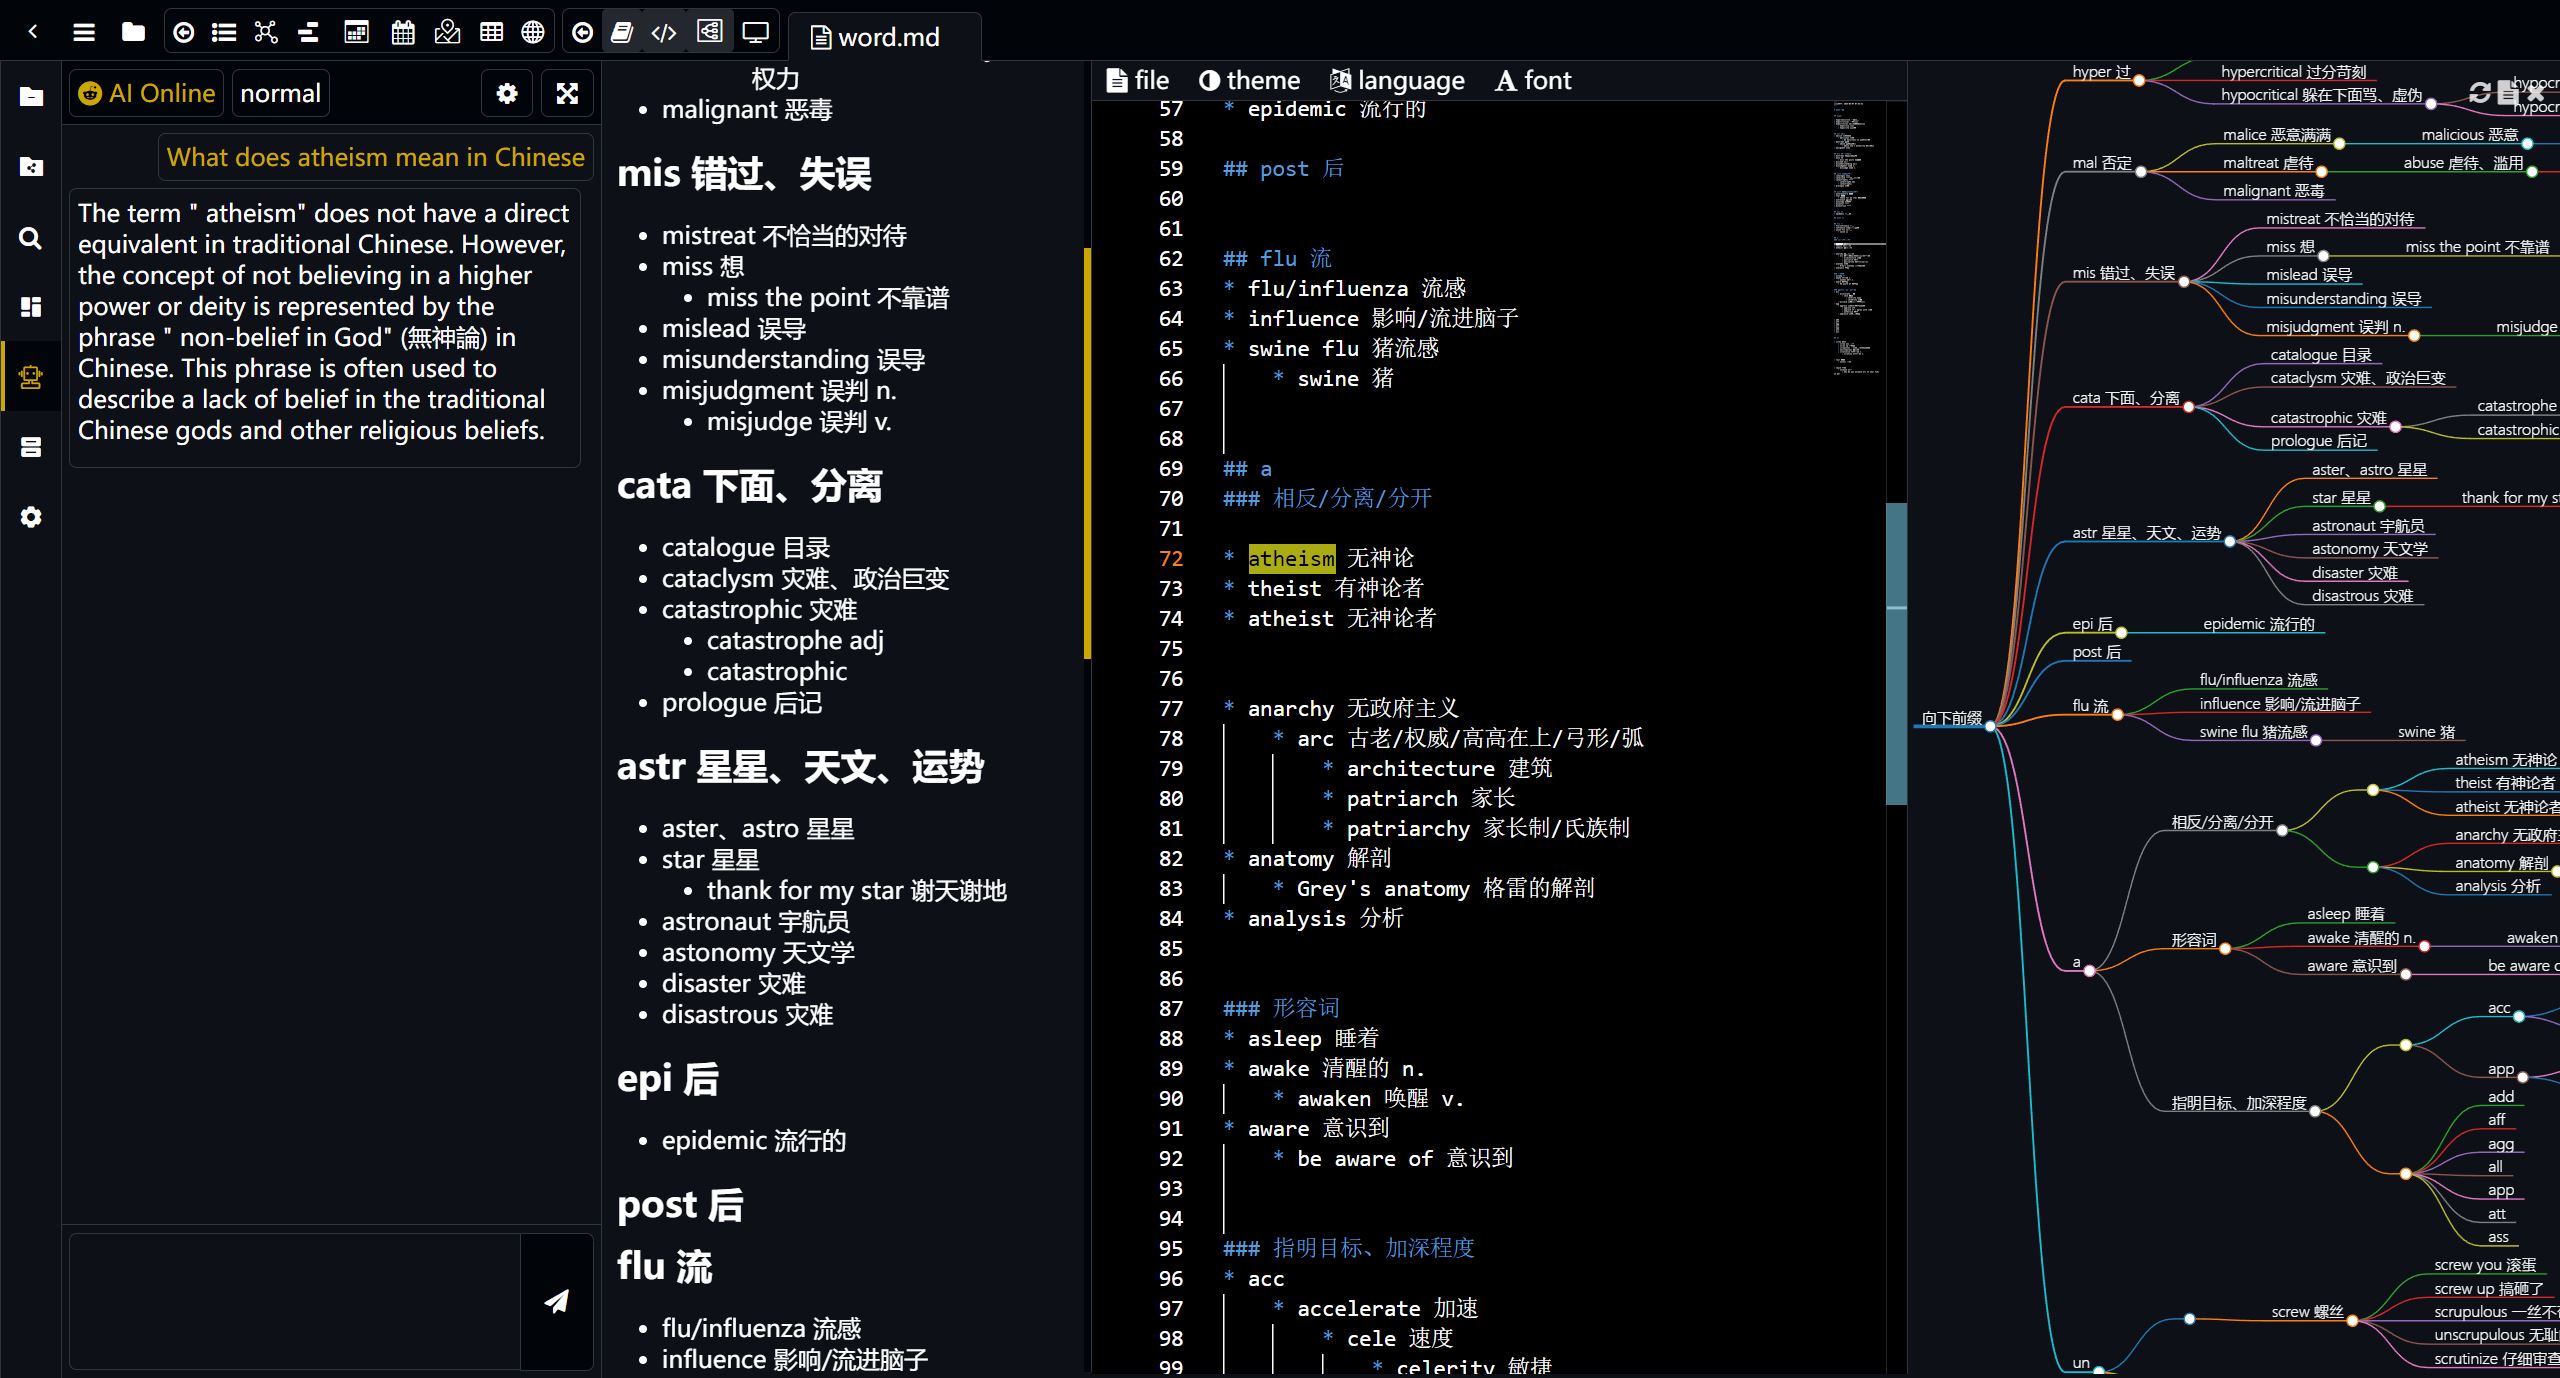 word.md
AI Online
normal
What does atheism mean in Chinese
The term " atheism" does not have a direct
equivalent in traditional Chinese. However,
the concept of not believing in a higher
power or deity is represented by the
phrase " non-belief in God" (無神論) in
Chinese. This phrase is often used to
describe a lack of belief in the traditional
Chinese gods and other religious beliefs.
权力
malignant 恶毒
mis 错过、失误
mistreat 不恰当的对待
miss 想
miss the point 不靠谱
mislead 误导
misunderstanding 误导
misjudgment 误判 n.
misjudge 误判 v.
cata 下面、分离
catalogue 目录
cataclysm 灾难、政治巨变
catastrophic 灾难
catastrophe adj
catastrophic
prologue 后记
astr 星星、天文、运势
aster、astro 星星
star 星星
thank for my star 谢天谢地
astronaut 宇航员
astonomy 天文学
disaster 灾难
disastrous 灾难
epi 后
epidemic 流行的
post 后
flu 流
flu/influenza 流感
influence 影响/流进脑子
file theme language font
57 * epidemic 流行的
58
59 ## post 后
60
61
62 ## flu 流
63 * flu/influenza 流感
64 * influence 影响/流进脑子
65 * swine flu 猪流感
66 * swine 猪
67
68
69 ## a
70 ### 相反/分离/分开
71
72 * atheism 无神论
73 * theist 有神论者
74 * atheist 无神论者
75
76
77 * anarchy 无政府主义
78 * arc 古老/权威/高高在上/弓形/弧
79 * architecture 建筑
80 * patriarch 家长
81 * patriarchy 家长制/氏族制
82 * anatomy 解剖
83 * Grey's anatomy 格雷的解剖
84 * analysis 分析
85
86
87 ### 形容词
88 * asleep 睡着
89 * awake 清醒的 n.
90 * awaken 唤醒 v.
91 * aware 意识到
92 * be aware of 意识到
93
94
95 ### 指明目标、加深程度
96 * acc
97 * accelerate 加速
98 * cele 速度
99 * celerity 敏捷
向下前缀
hyper 过
hypercritical 过分苛刻
hypocritical 躲在下面骂、虚伪
hypocr
hypocr
mal 否定
malice 恶意满满
malicious 恶意
maltreat 虐待
abuse 虐待、滥用
malignant 恶毒
mis 错过、失误
mistreat 不恰当的对待
miss 想
miss the point 不靠谱
mislead 误导
misunderstanding 误导
misjudgment 误判 n.
misjudge
cata 下面、分离
catalogue 目录
cataclysm 灾难、政治巨变
catastrophic 灾难
catastrophe
catastrophic
prologue 后记
astr 星星、天文、运势
aster、astro 星星
star 星星
thank for my st
astronaut 宇航员
astonomy 天文学
disaster 灾难
disastrous 灾难
epi 后
epidemic 流行的
post 后
flu 流
flu/influenza 流感
influence 影响/流进脑子
swine flu 猪流感
swine 猪
a
相反/分离/分开
atheism 无神论
theist 有神论者
atheist 无神论者
anarchy 无政府主
anatomy 解剖
analysis 分析
形容词
asleep 睡着
awake 清醒的 n.
awaken
aware 意识到
be aware o
指明目标、加深程度
acc
app
add
aff
agg
all
app
att
ass
un
screw 螺丝
screw you 滚蛋
screw up 搞砸了
scrupulous 一丝不
unscrupulous 无耻
scrutinize 仔细审查